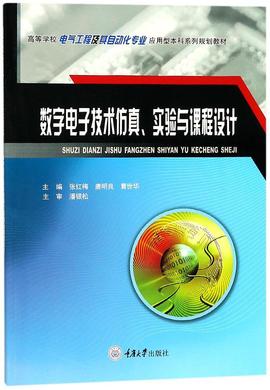 高等学校 电气工程及其自动化专业 应用型本科系列规划教材
数字电子技术仿真、实验与课程设计
SHUZI DIANZI JISHU FANGZHEN SHIYAN YU KECHENG SHEJI
主 编 张红梅 唐明良 曹世华
主 审 潘银松
重庆大学出版社